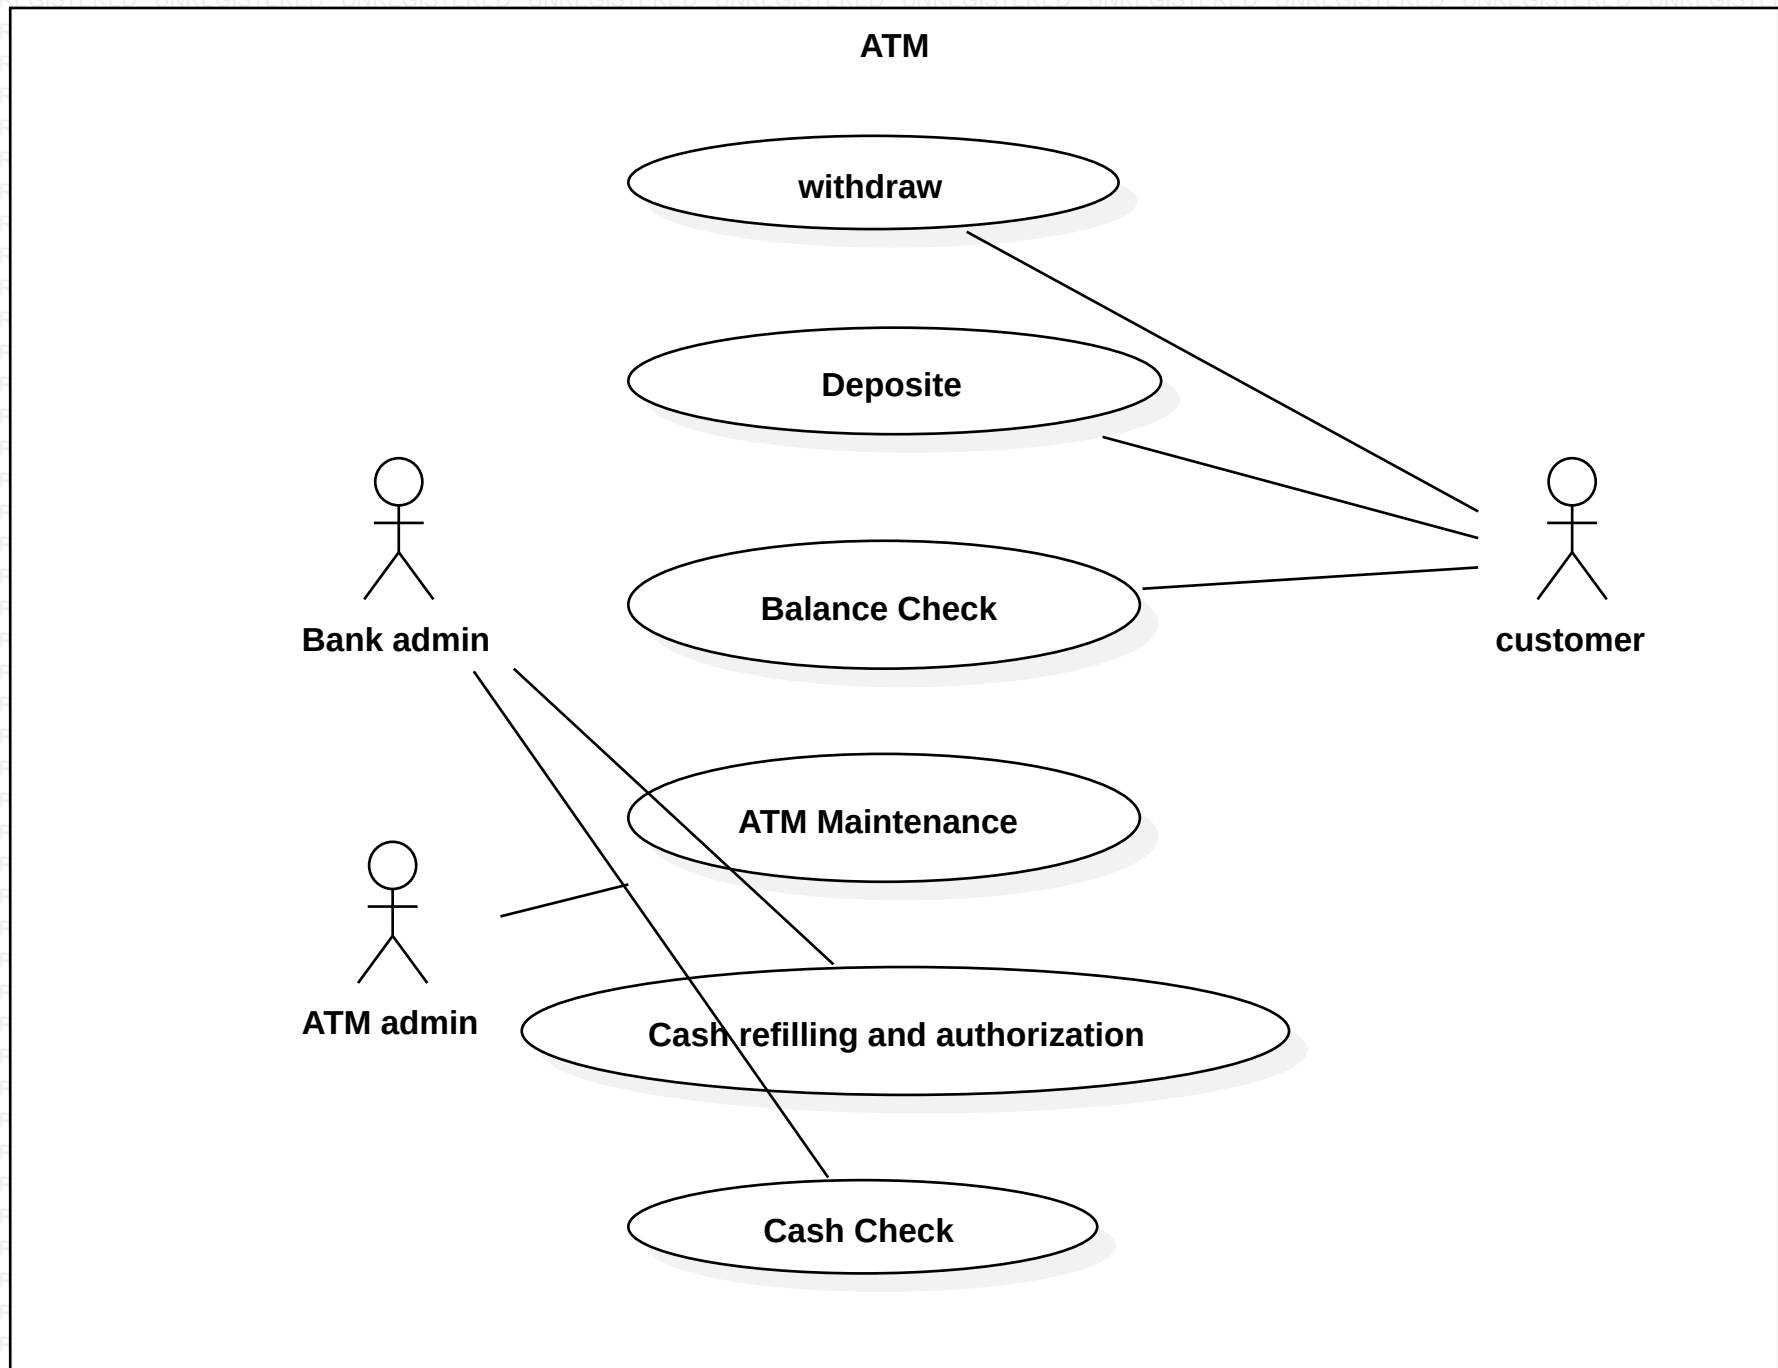 ATM
withdraw
Deposite
Balance Check
Bank admin
customer
ATM Maintenance
ATM admin
Cash refilling and authorization
Cash Check